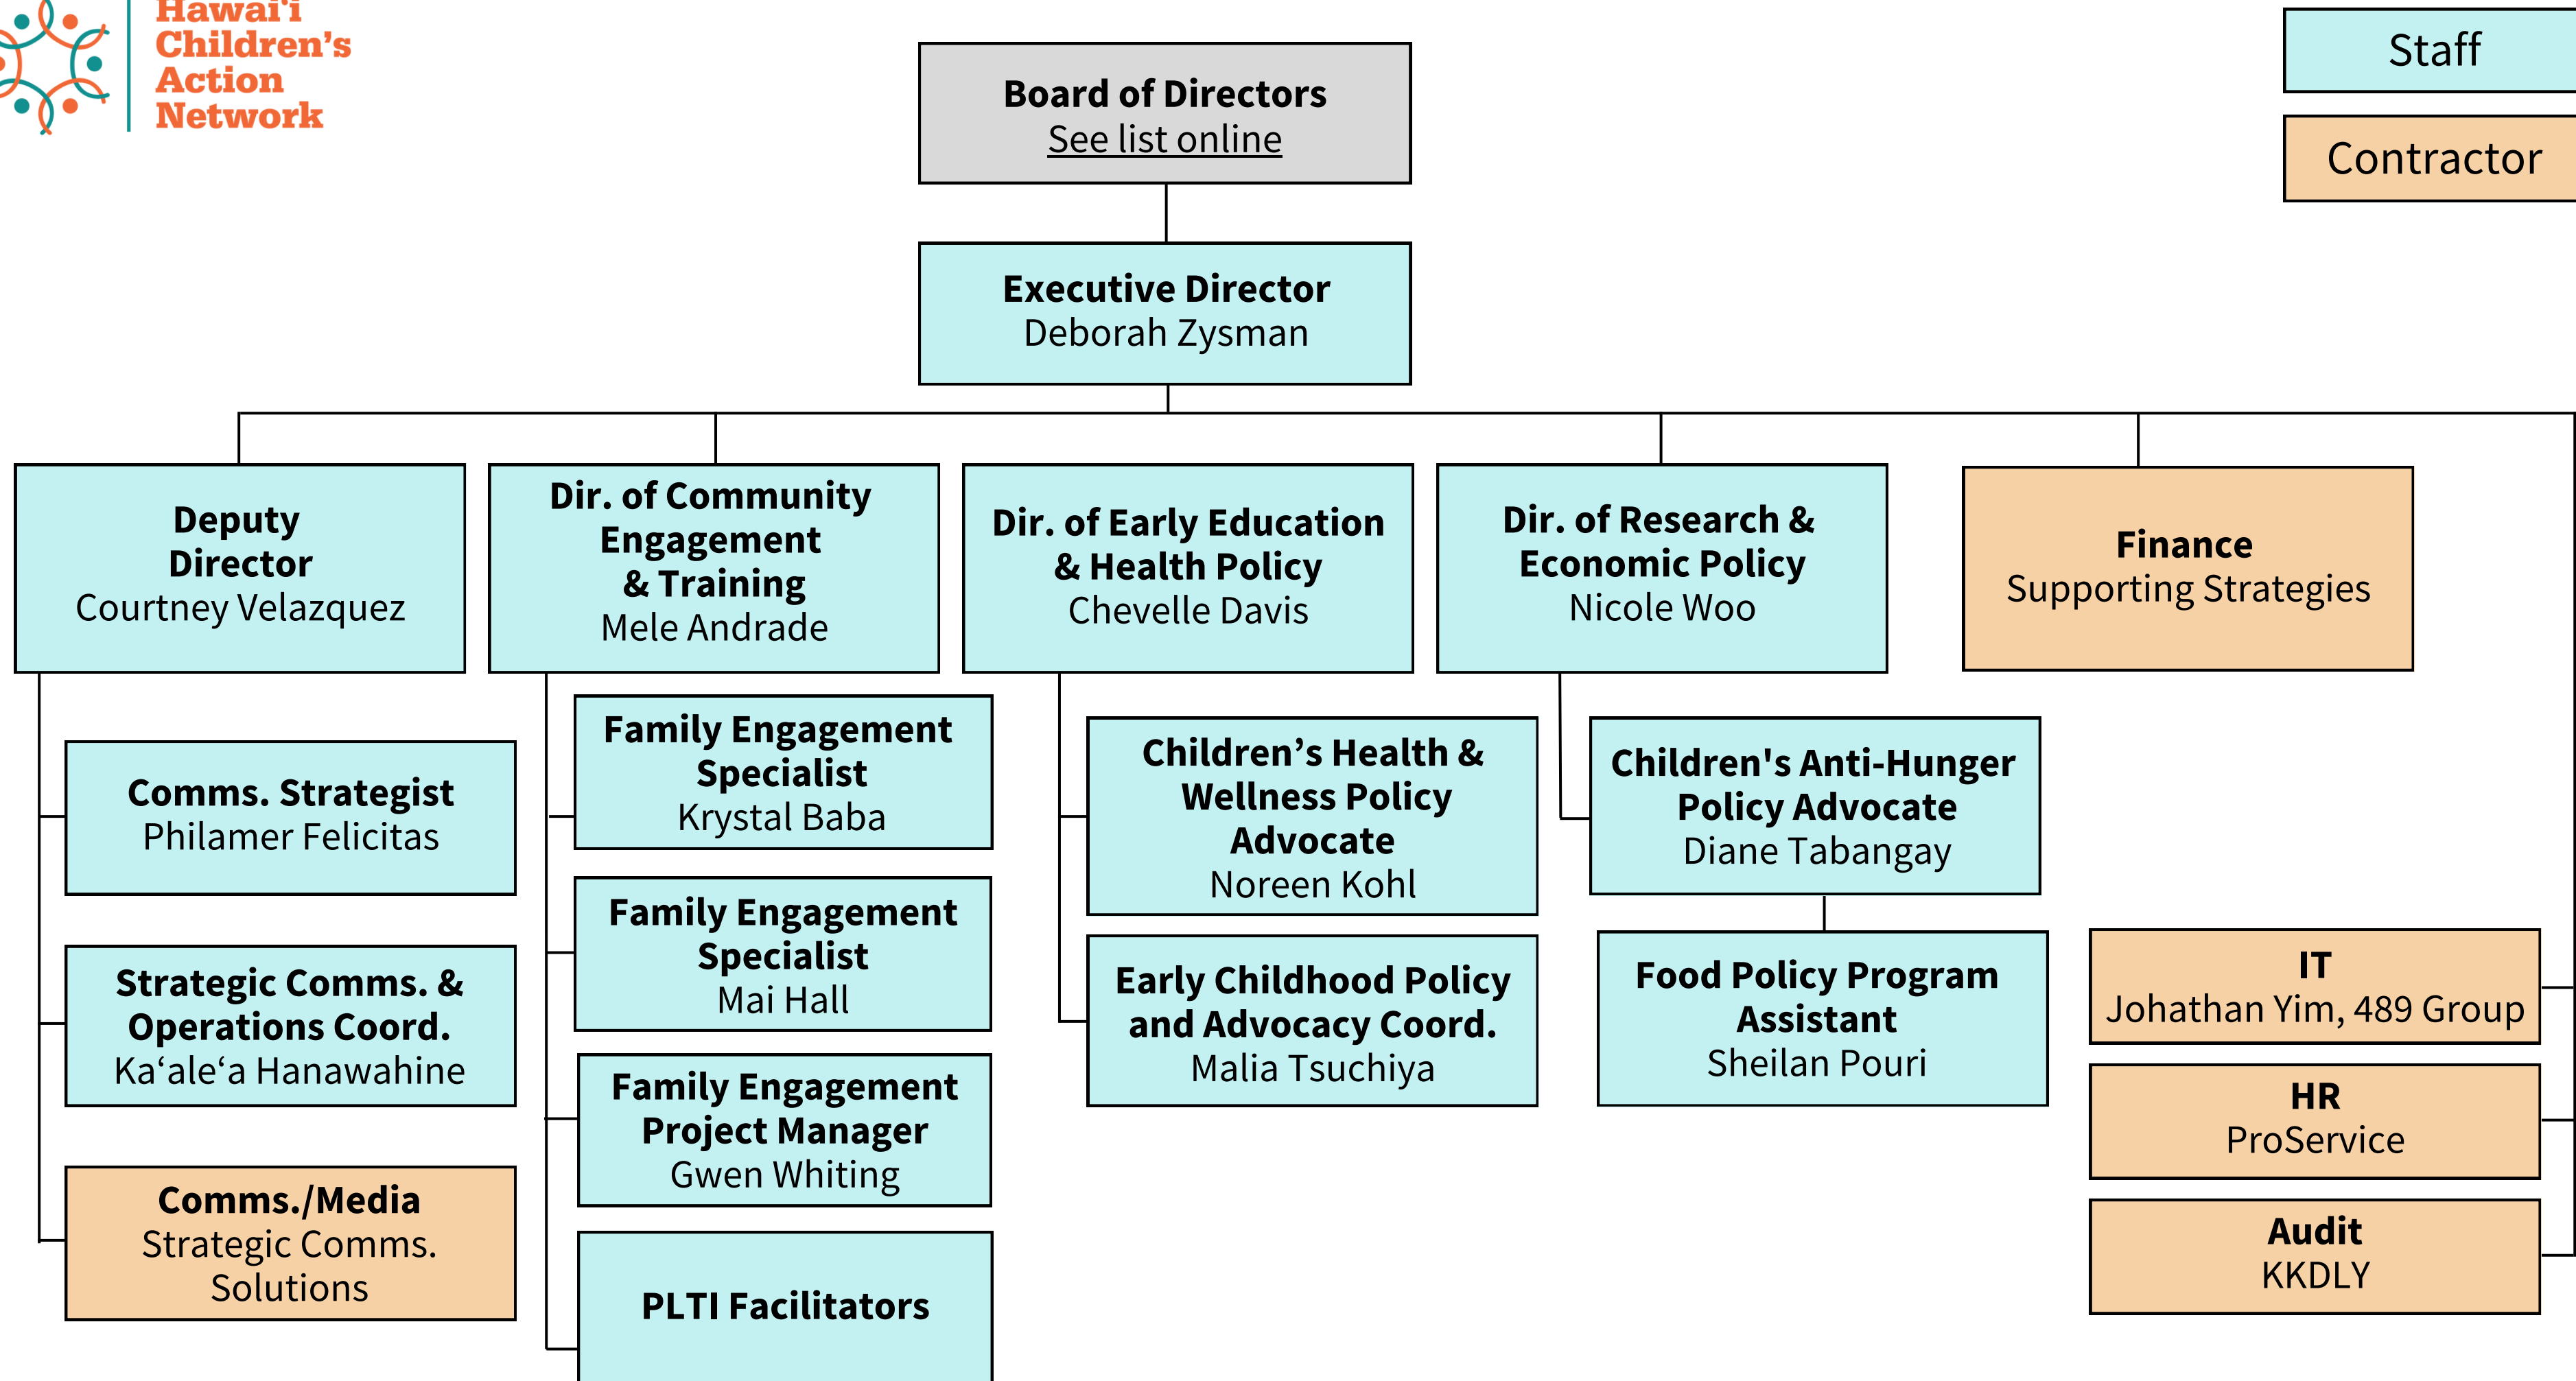 Hawai‘i
Children’s
Action
Network
Staff
Contractor
Board of Directors
See list online
Executive Director
Deborah Zysman
Deputy
Director
Courtney Velazquez
Dir. of Community
Engagement
& Training
Mele Andrade
Dir. of Early Education
& Health Policy
Chevelle Davis
Dir. of Research &
Economic Policy
Nicole Woo
Finance
Supporting Strategies
Comms. Strategist
Philamer Felicitas
Strategic Comms. &
Operations Coord.
Ka‘ale‘a Hanawahine
Comms./Media
Strategic Comms.
Solutions
Family Engagement
Specialist
Krystal Baba
Family Engagement
Specialist
Mai Hall
Family Engagement
Project Manager
Gwen Whiting
PLTI Facilitators
Children’s Health &
Wellness Policy
Advocate
Noreen Kohl
Early Childhood Policy
and Advocacy Coord.
Malia Tsuchiya
Children's Anti-Hunger
Policy Advocate
Diane Tabangay
Food Policy Program
Assistant
Sheilan Pouri
IT
Johathan Yim, 489 Group
HR
ProService
Audit
KKDLY